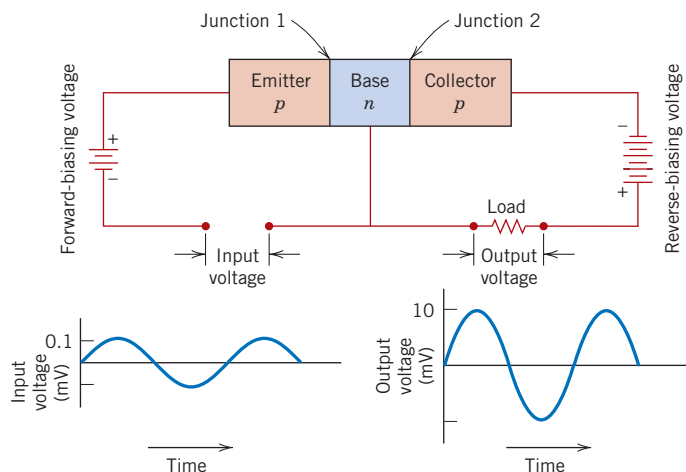 Junction 1
Junction 2
Emitter
p
Base
n
Collector
p
Forward-biasing voltage
+
–
–
+
Reverse-biasing voltage
Load
Input
voltage
Output
voltage
Input
voltage
(mV)
0.1
Time
Output
voltage
(mV)
10
Time